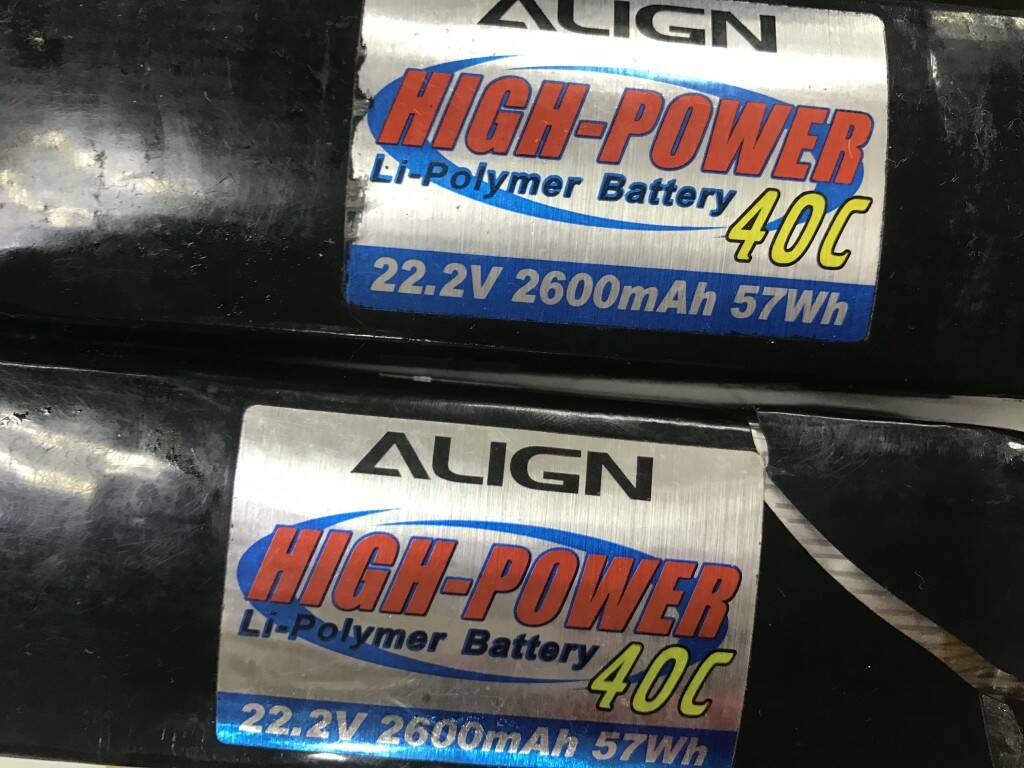 ALIGN
HIGH-POWER
Li-Polymer Battery
40C
22.2V 2600mAh 57Wh
ALIGN
HIGH-POWER
Li-Polymer Battery
40C
22.2V 2600mAh 57Wh